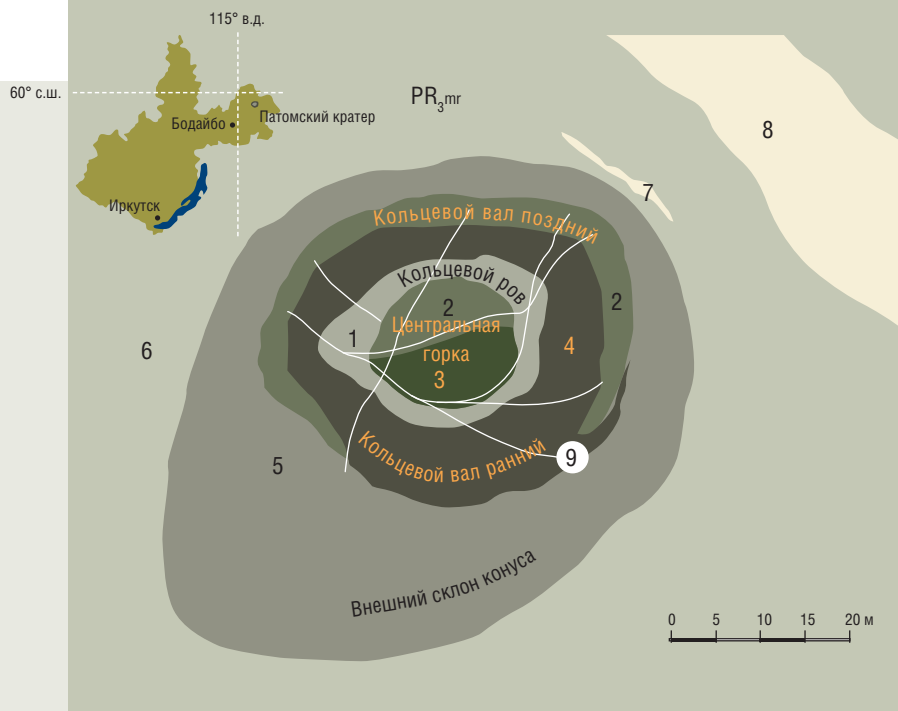 115° в.д.
60° с.ш.
PR3mr
Патомский кратер
Бодайбо
8
7
Иркутск
Кольцевой вал поздний
Кольцевой ров
2
2
Центральная
1
4
6
горка
3
Кольцевой вал ранний
5
9
Внешний склон конуса
0 5 10 15 20 м